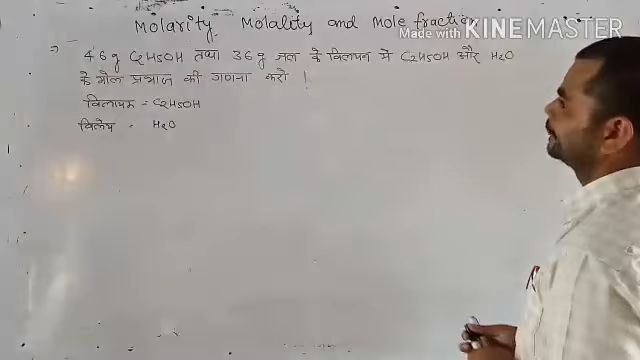 Molarity, Molality and Mole fraction
Made with KINEMASTER
⇒ 46 g C2H5OH तथा 36 g जल के विलयन में C2H5OH और H2O
के मोल प्रभाज की गणना करो |
विलायक = C2H5OH
विलेय = H2O